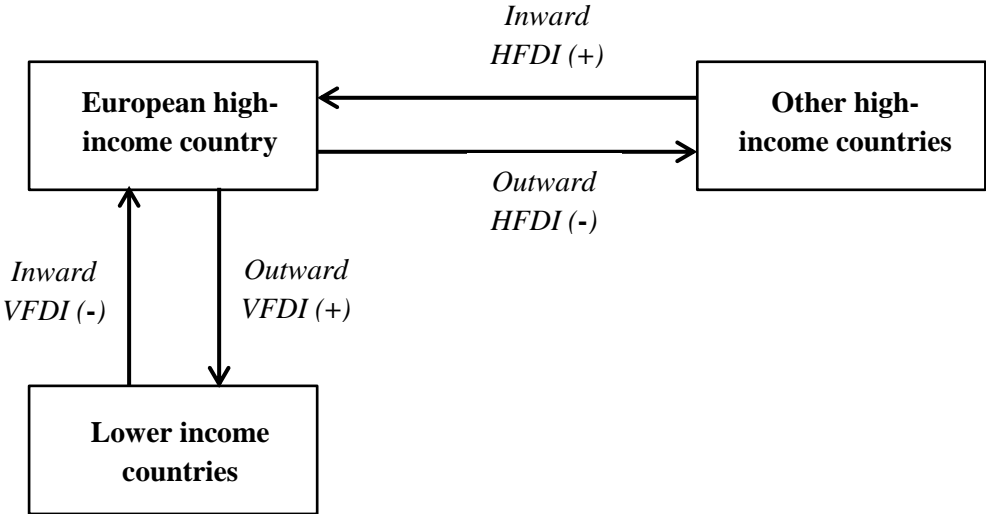 Inward
HFDI (+)
European high-
income country
Other high-
income countries
Outward
HFDI (-)
Inward
VFDI (-)
Outward
VFDI (+)
Lower income
countries